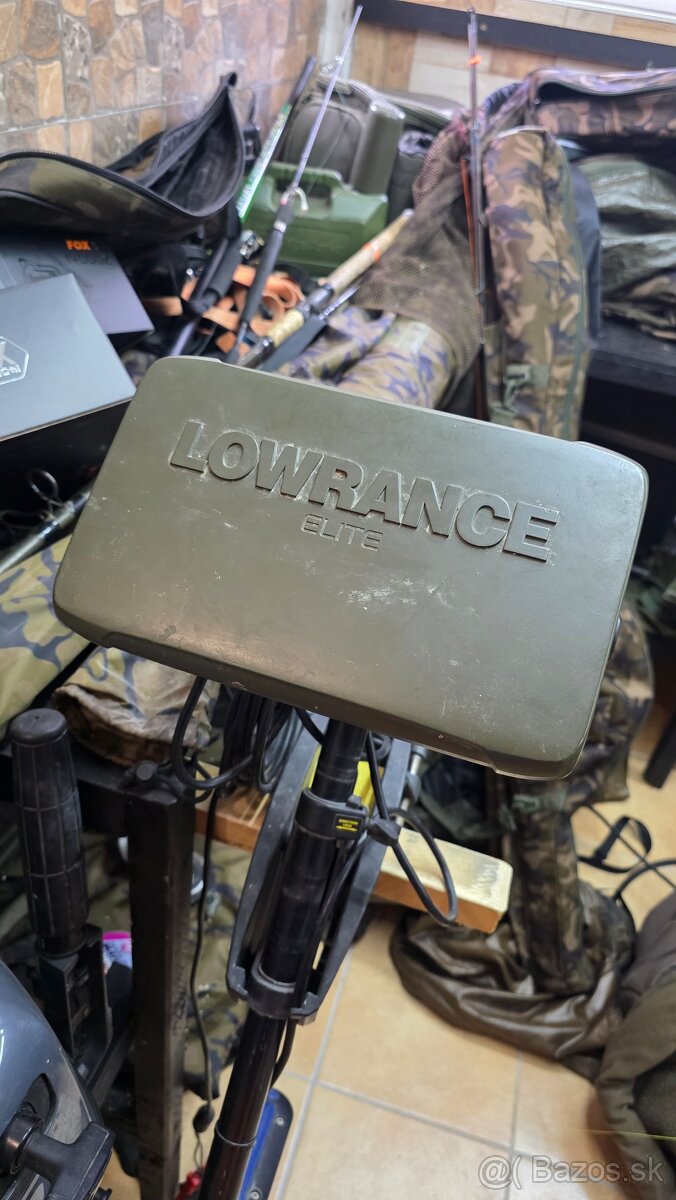 FOX
LOWRANCE
ELITE
@( Bazos.sk